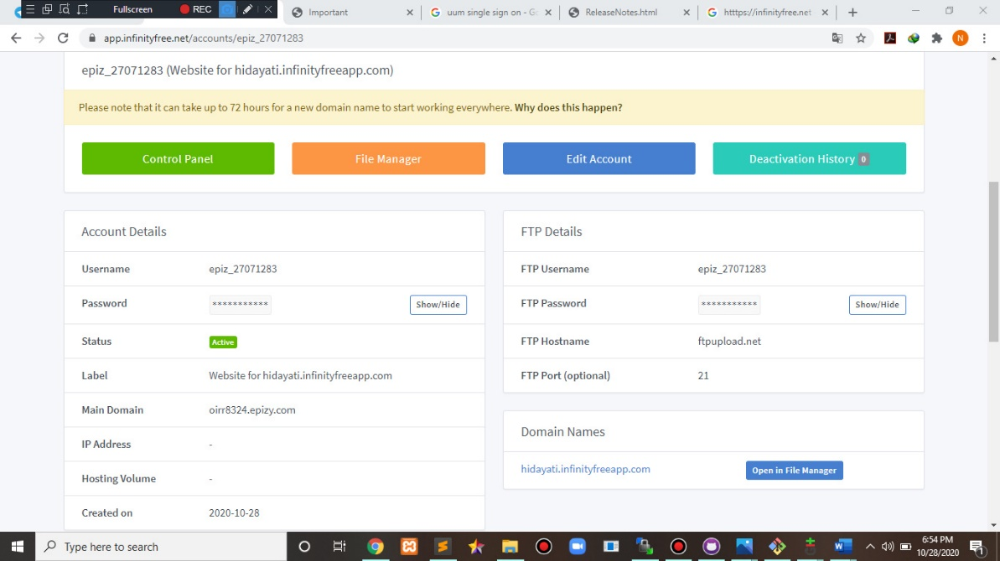 Fullscreen
REC
Important
uum single sign on - Go
ReleaseNotes.html
htttps://infinityfree.net
app.infinityfree.net/accounts/epiz_27071283
N
epiz_27071283 (Website for hidayati.infinityfreeapp.com)
Please note that it can take up to 72 hours for a new domain name to start working everywhere. Why does this happen?
Control Panel
File Manager
Edit Account
Deactivation History 0
Account Details
Username epiz_27071283
Password *********** Show/Hide
Status Active
Label Website for hidayati.infinityfreeapp.com
Main Domain oirr8324.epizy.com
IP Address -
Hosting Volume -
Created on 2020-10-28
FTP Details
FTP Username epiz_27071283
FTP Password *********** Show/Hide
FTP Hostname ftpupload.net
FTP Port (optional) 21
Domain Names
hidayati.infinityfreeapp.com Open in File Manager
Type here to search
6:54 PM
10/28/2020
1